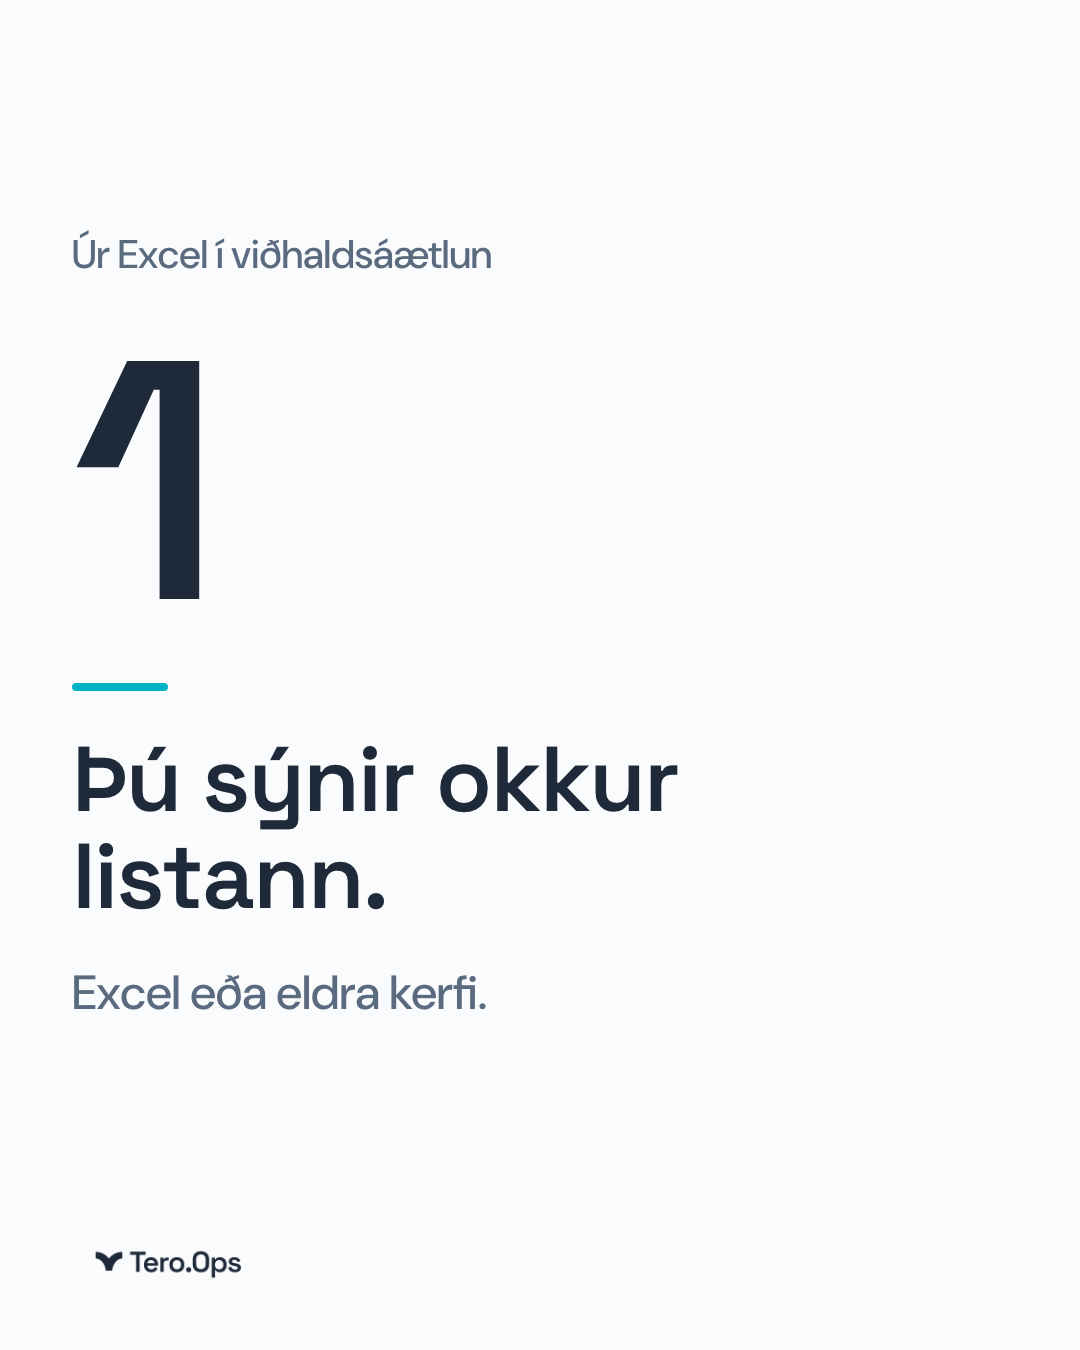 Úr Excel í viðhaldsáætlun
1
Þú sýnir okkur
listann.
Excel eða eldra kerfi.
Tero.Ops